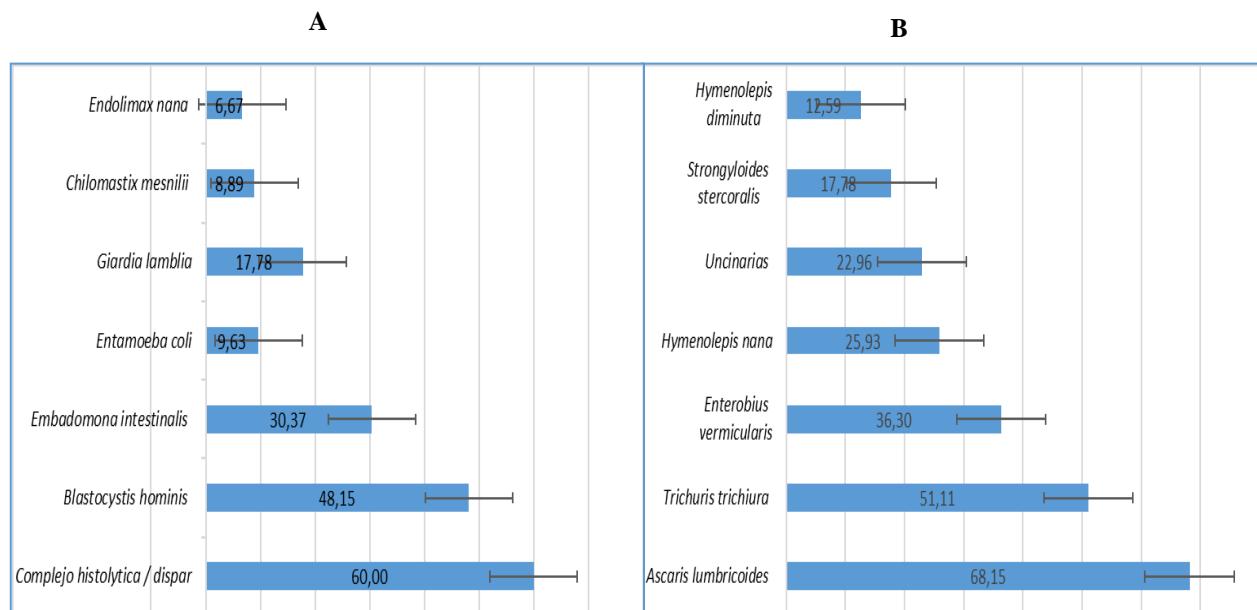 A
Endolimax nana
6,67
Chilomastix mesnilii
8,89
Giardia lamblia
17,78
Entamoeba coli
9,63
Embadomona intestinalis
30,37
Blastocystis hominis
48,15
Complejo histolytica / dispar
60,00
B
Hymenolepis
diminuta
12,59
Strongyloides
stercoralis
17,78
Uncinarias
22,96
Hymenolepis nana
25,93
Enterobius
vermicularis
36,30
Trichuris trichiura
51,11
Ascaris lumbricoides
68,15